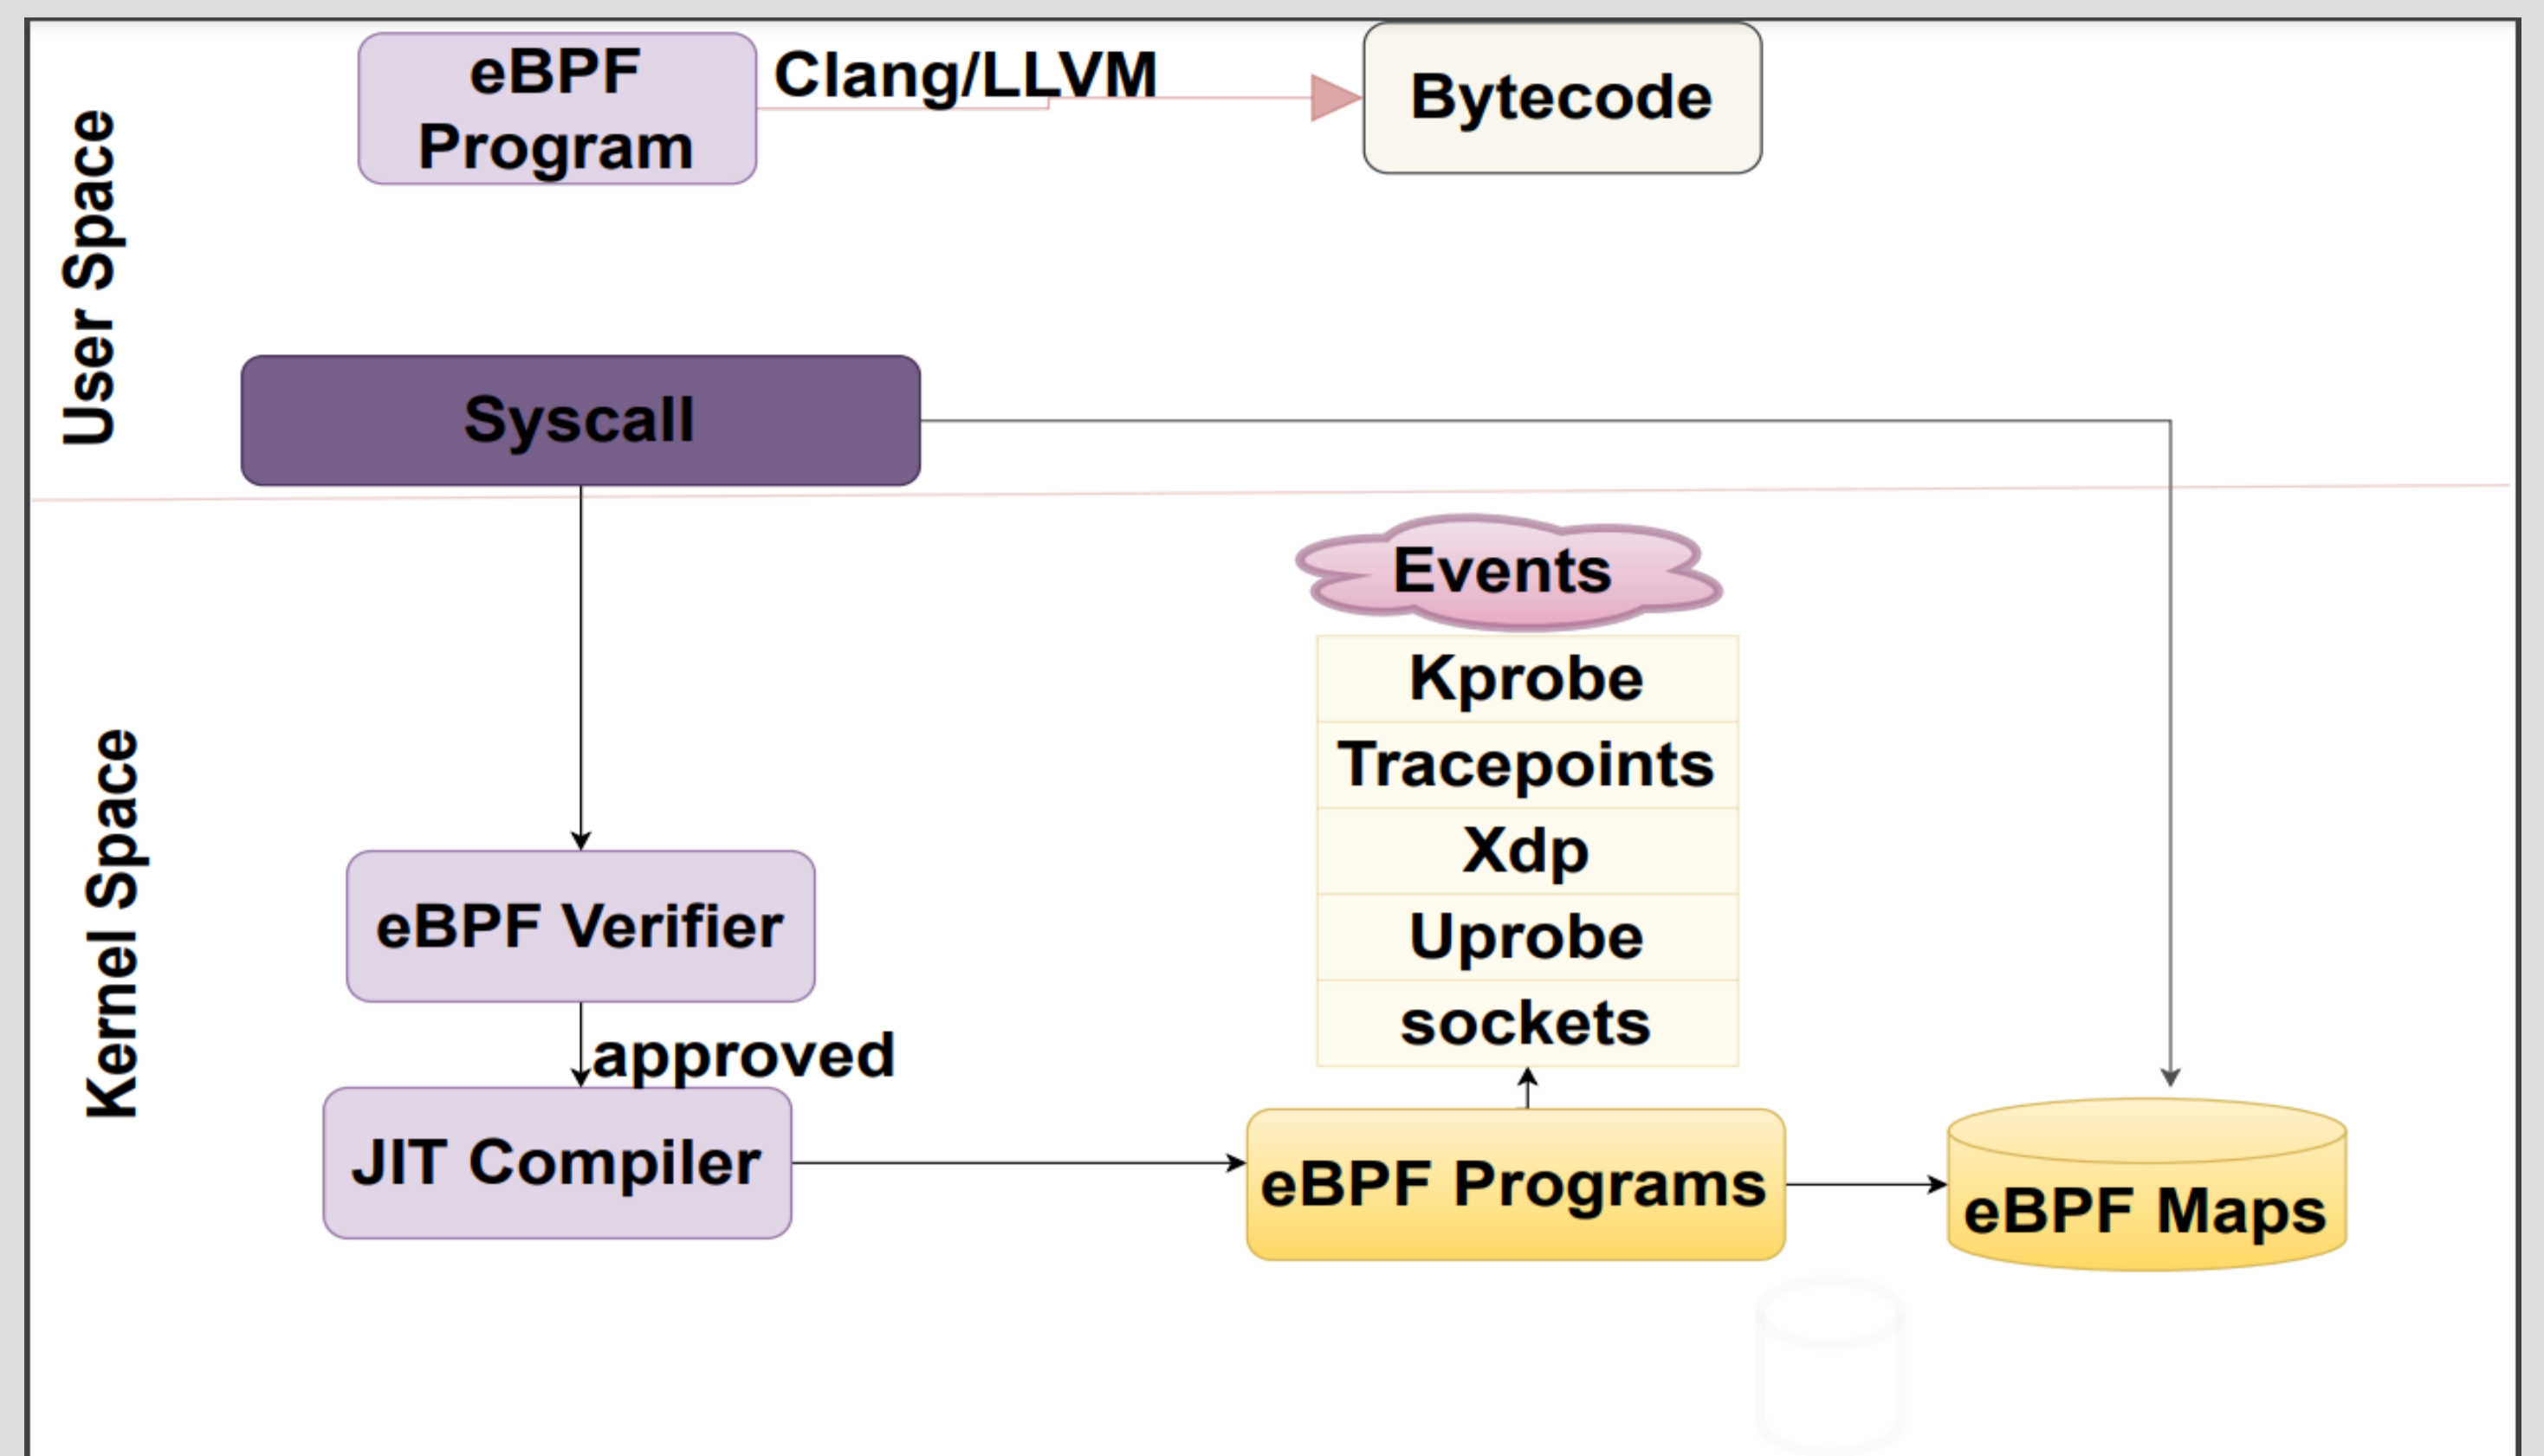 eBPF
Program
Clang/LLVM
Bytecode
User Space
Syscall
Events
Kprobe
Tracepoints
Xdp
Uprobe
sockets
Kernel Space
eBPF Verifier
approved
JIT Compiler
eBPF Programs
eBPF Maps